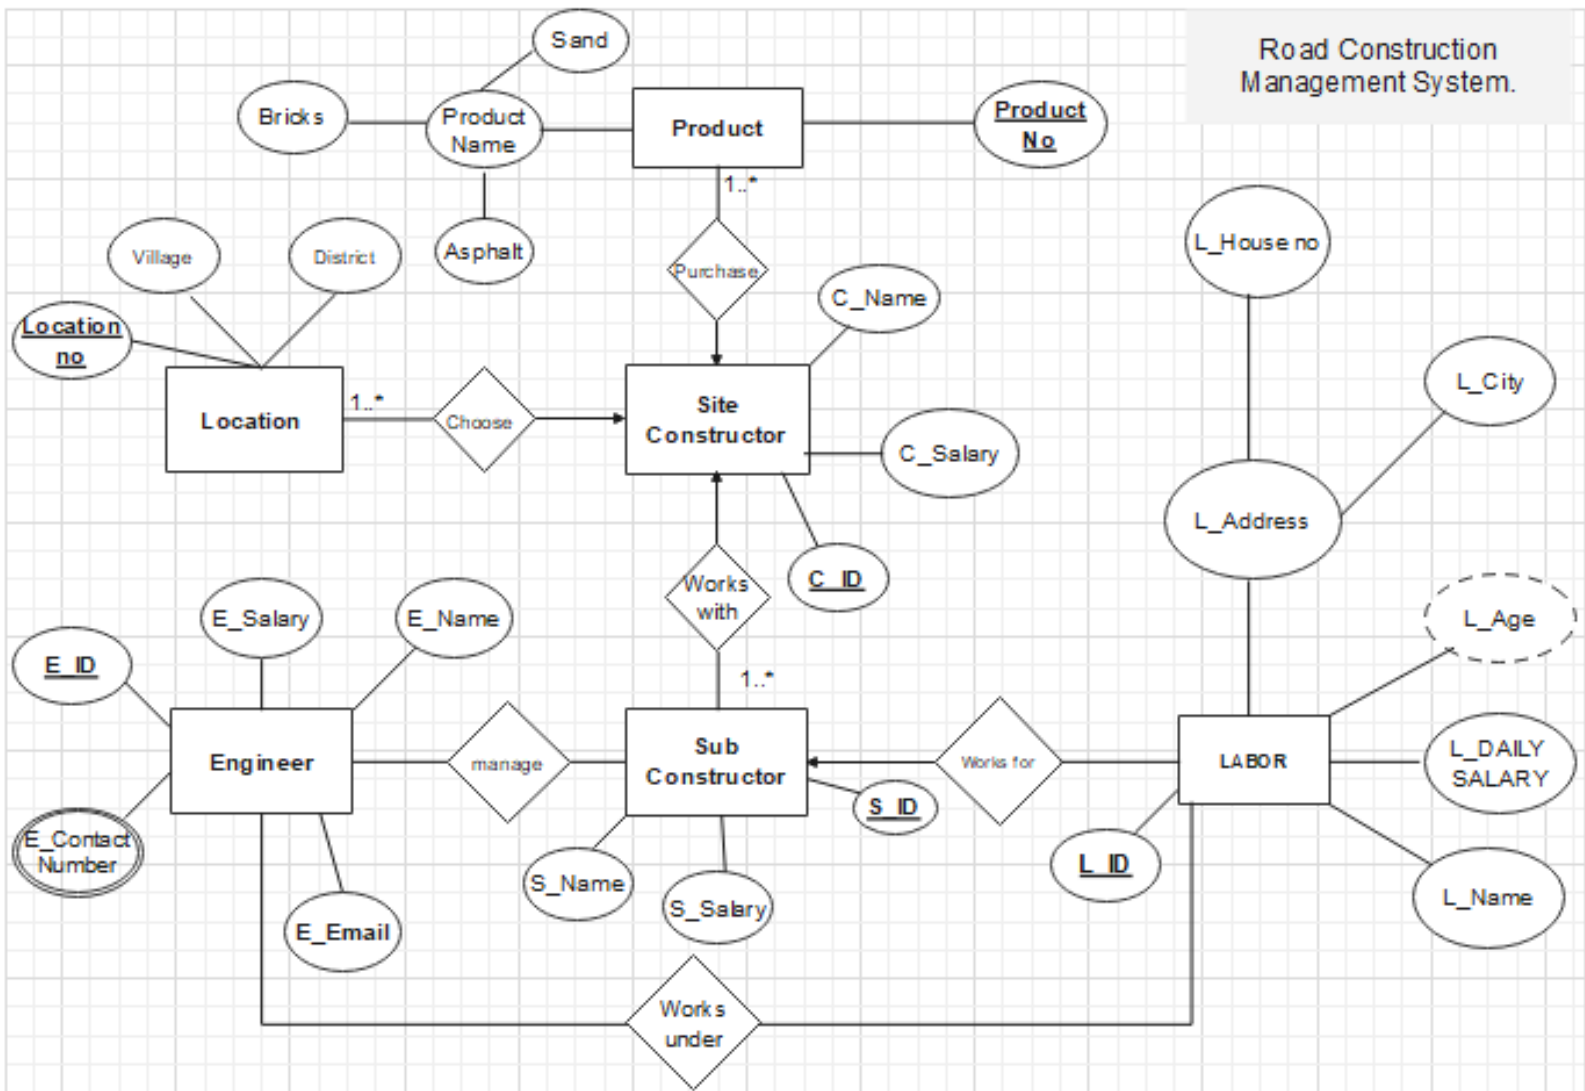 Road Construction
Management System.
Sand
Bricks
Product
Name
Product
Product
No
1..*
Asphalt
Village
District
L_House no
Purchase
C_Name
Location
no
L_City
1..*
Location
Choose
Site
Constructor
C_Salary
L_Address
C_ID
Works
with
E_Salary
E_Name
L_Age
E_ID
1..*
Engineer
manage
Sub
Constructor
Works for
LABOR
L_DAILY
SALARY
S_ID
E_Contact
Number
L_ID
S_Name
S_Salary
L_Name
E_Email
Works
under